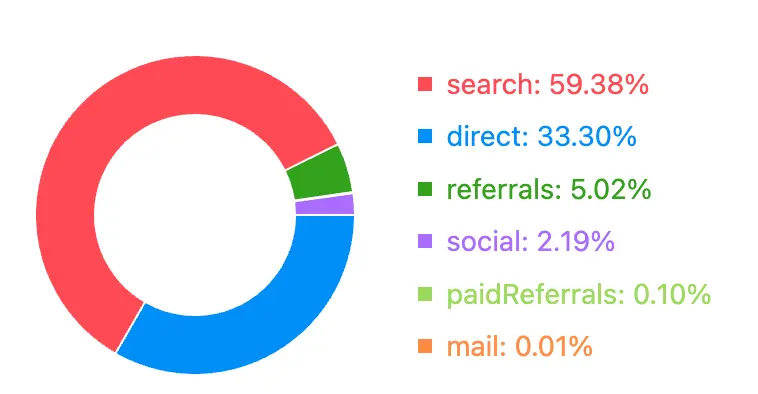 search: 59.38%
direct: 33.30%
referrals: 5.02%
social: 2.19%
paidReferrals: 0.10%
mail: 0.01%